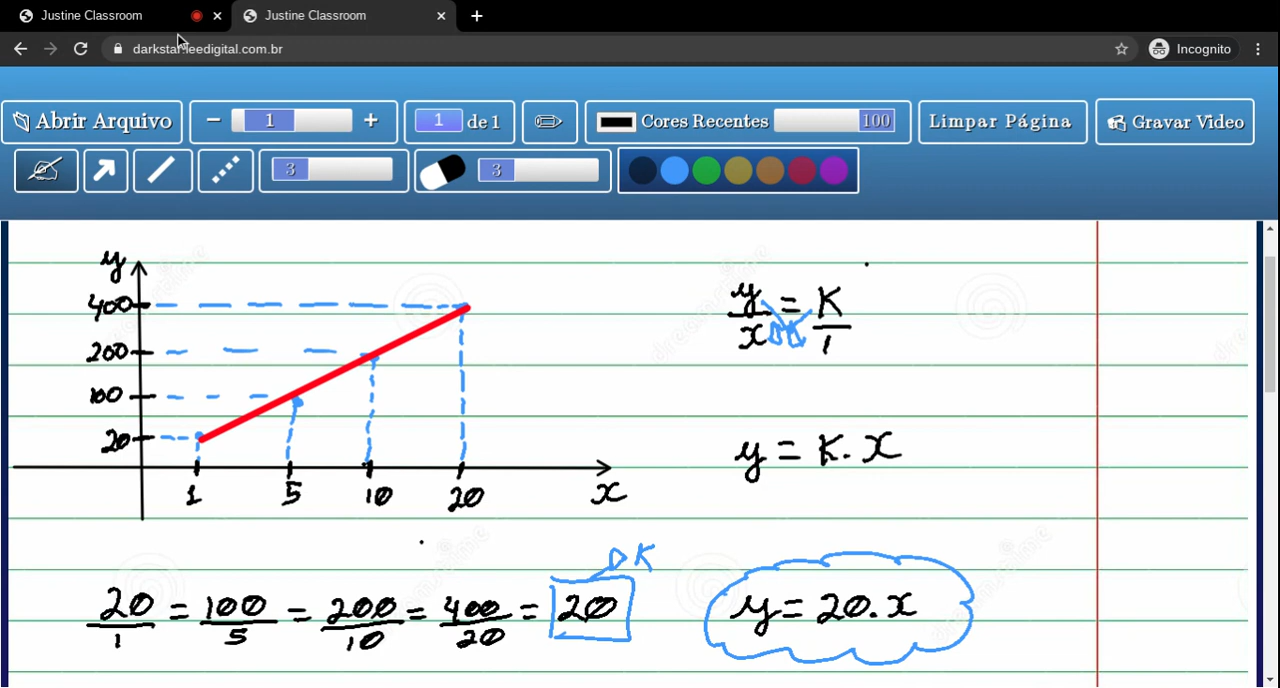 Justine Classroom
Justine Classroom
darkstar.leedigital.com.br
Incognito
Abrir Arquivo
− 1 +
1 de 1
Cores Recentes 100
Limpar Página
Gravar Video
3
3
y
400
200
100
20
1 5 10 20 x
y/x = K/1
y = K. x
K
20/1 = 100/5 = 200/10 = 400/20 = 20
y = 20. x